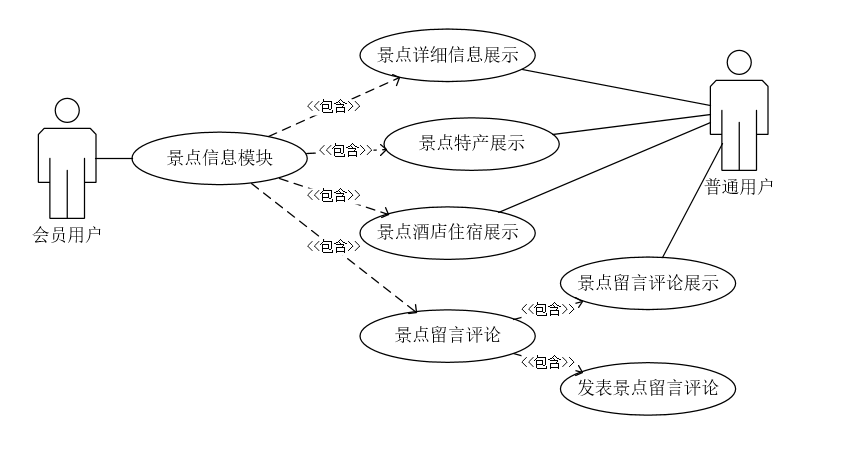 景点详细信息展示
<<包含>>
景点信息模块
<<包含>>
景点特产展示
普通用户
<<包含>>
会员用户
景点酒店住宿展示
<<包含>>
景点留言评论展示
<<包含>>
景点留言评论
<<包含>>
发表景点留言评论